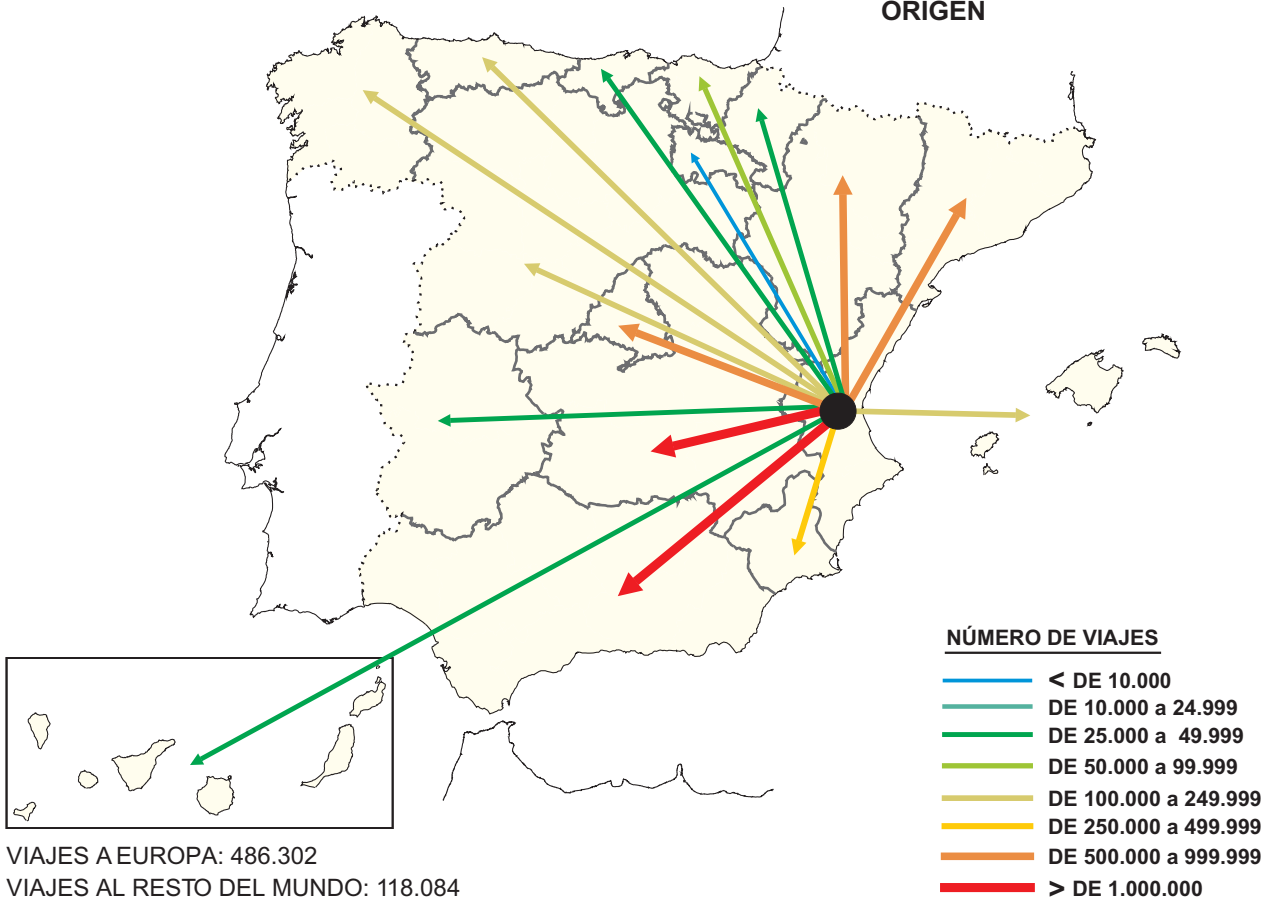 ORIGEN
NÚMERO DE VIAJES
< DE 10.000
DE 10.000 a 24.999
DE 25.000 a 49.999
DE 50.000 a 99.999
DE 100.000 a 249.999
DE 250.000 a 499.999
DE 500.000 a 999.999
> DE 1.000.000
VIAJES A EUROPA: 486.302
VIAJES AL RESTO DEL MUNDO: 118.084